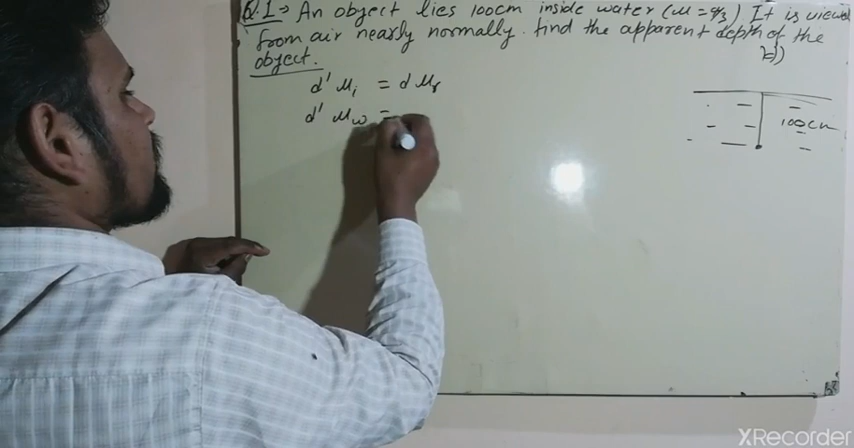 Q.1 → An object lies 100cm inside water (μ = 4/3) It is viewed
from air nearly normally. find the apparent depth of the
object.
d' μi = d μr
d' μw =
100cm
XRecorder